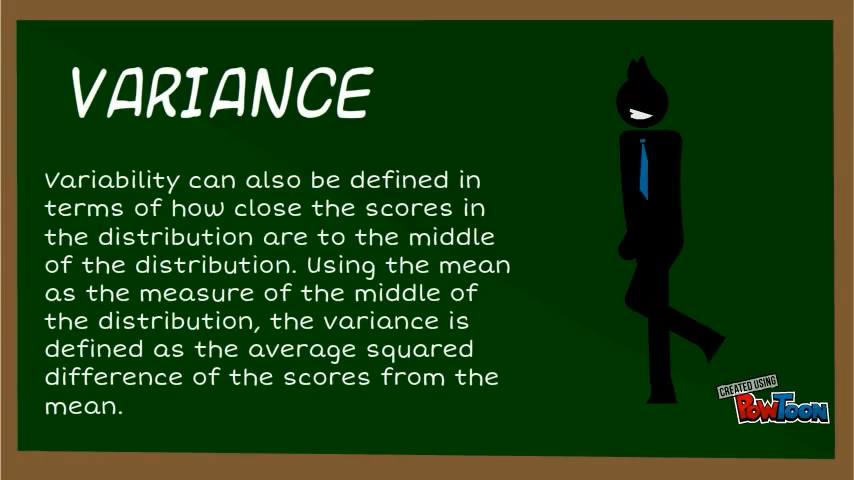 VARIANCE
Variability can also be defined in
terms of how close the scores in
the distribution are to the middle
of the distribution. Using the mean
as the measure of the middle of
the distribution, the variance is
defined as the average squared
difference of the scores from the
mean.
CREATED USING
POWTOON